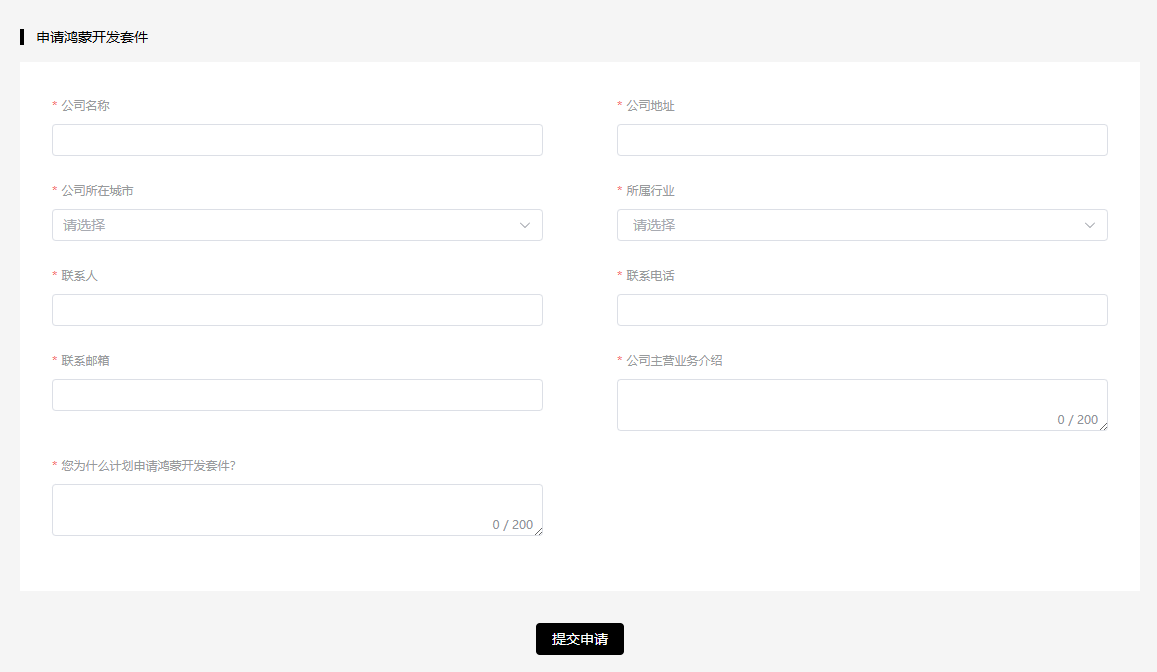 申请鸿蒙开发套件
* 公司名称
* 公司地址
* 公司所在城市
* 所属行业
请选择
请选择
* 联系人
* 联系电话
* 联系邮箱
* 公司主营业务介绍
0 / 200
* 您为什么计划申请鸿蒙开发套件?
0 / 200
提交申请